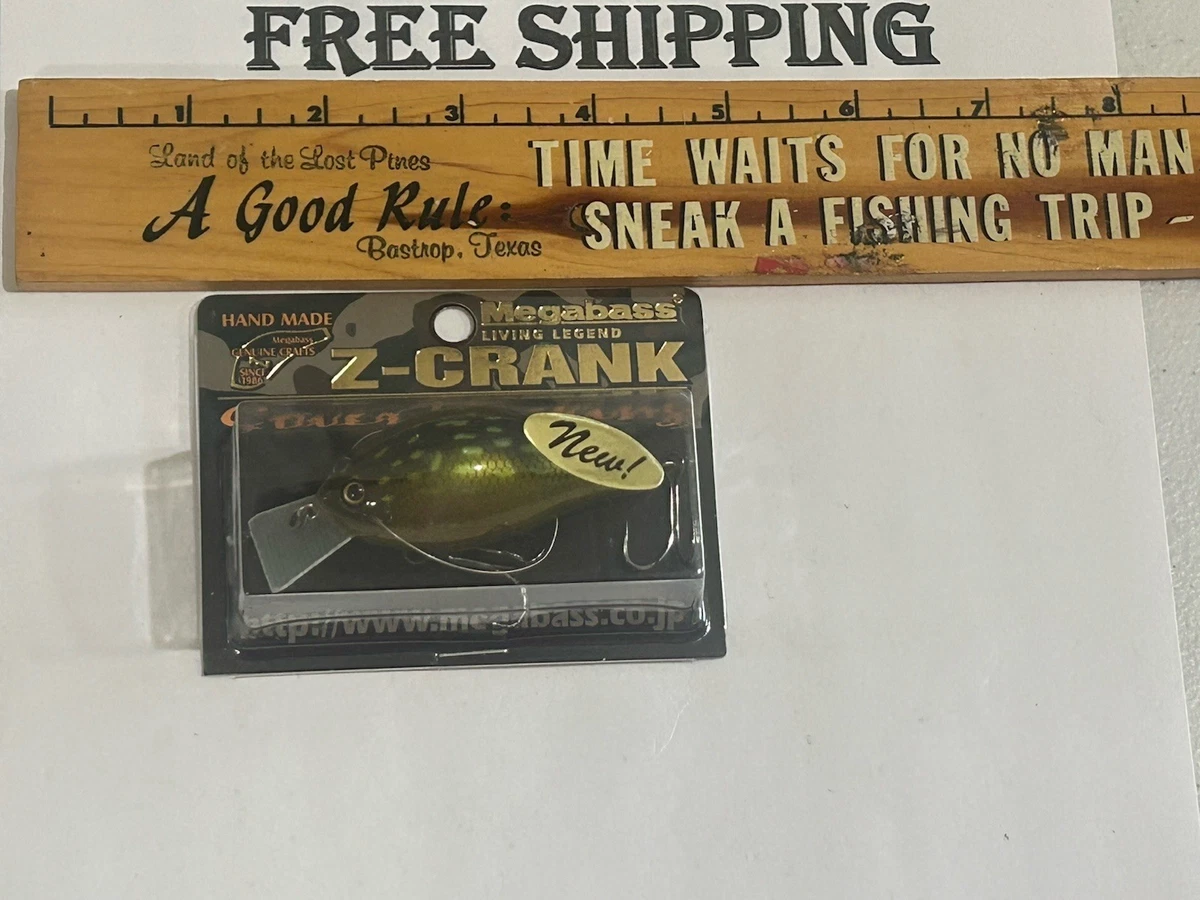 FREE SHIPPING
1 2 3 4 5 6 7 8
Land of the Lost Pines
A Good Rule:
Bastrop, Texas
TIME WAITS FOR NO MAN
SNEAK A FISHING TRIP -
HAND MADE
Megabass
GENUINE CRAFTS
SINCE
1986
Megabass
LIVING LEGEND
Z-CRANK
New!
http://www.megabass.co.jp